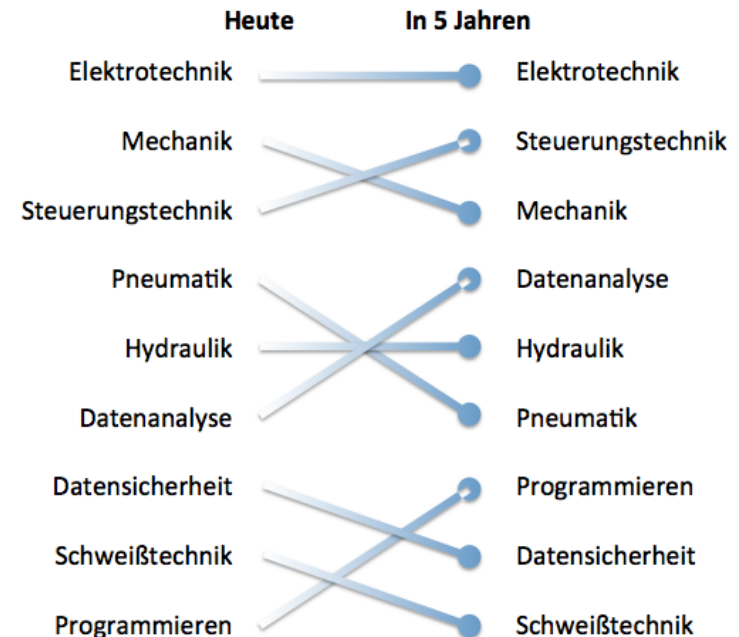 Heute In 5 Jahren
Elektrotechnik Elektrotechnik
Mechanik Steuerungstechnik
Steuerungstechnik Mechanik
Pneumatik Datenanalyse
Hydraulik Hydraulik
Datenanalyse Pneumatik
Datensicherheit Programmieren
Schweißtechnik Datensicherheit
Programmieren Schweißtechnik